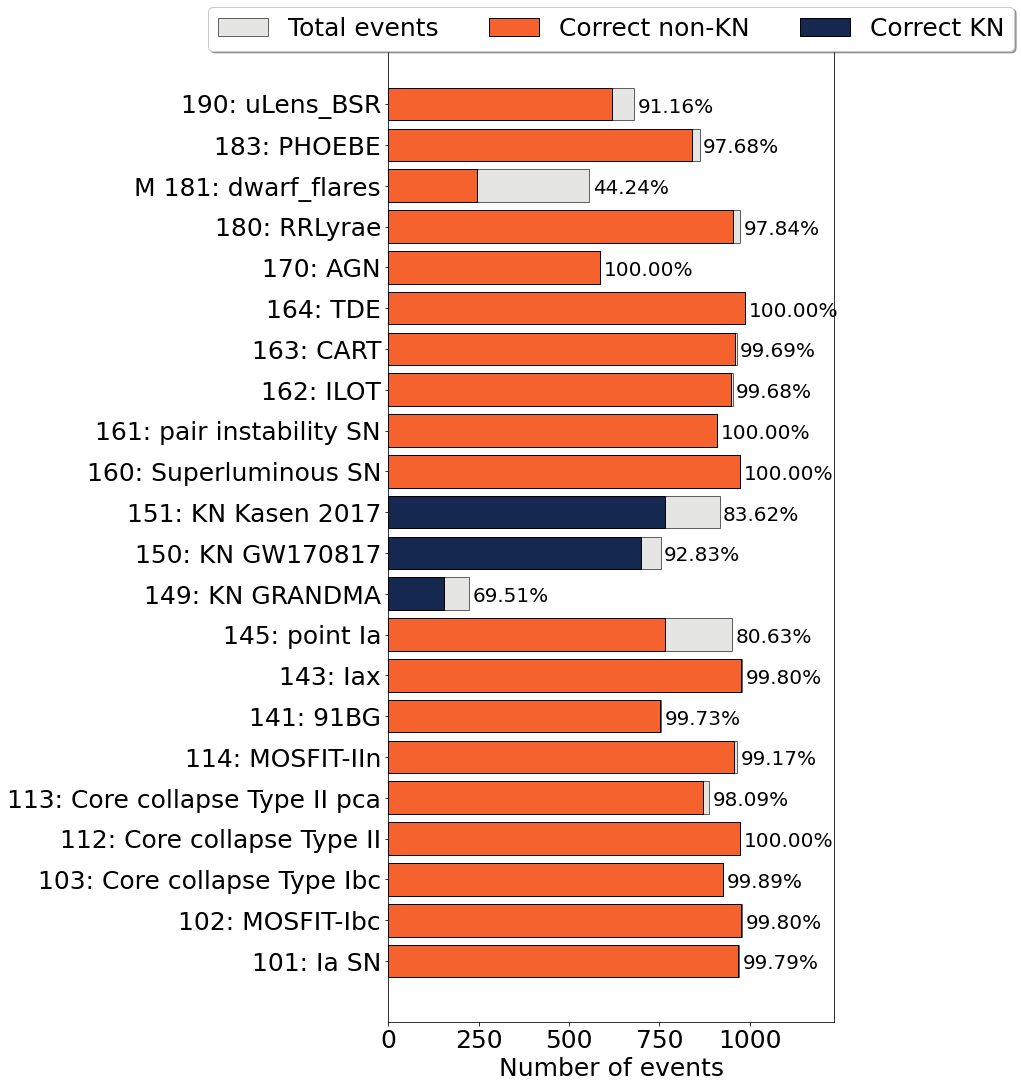 Total events Correct non-KN Correct KN
190: uLens_BSR 91.16%
183: PHOEBE 97.68%
M 181: dwarf_flares 44.24%
180: RRLyrae 97.84%
170: AGN 100.00%
164: TDE 100.00%
163: CART 99.69%
162: ILOT 99.68%
161: pair instability SN 100.00%
160: Superluminous SN 100.00%
151: KN Kasen 2017 83.62%
150: KN GW170817 92.83%
149: KN GRANDMA 69.51%
145: point Ia 80.63%
143: Iax 99.80%
141: 91BG 99.73%
114: MOSFIT-IIn 99.17%
113: Core collapse Type II pca 98.09%
112: Core collapse Type II 100.00%
103: Core collapse Type Ibc 99.89%
102: MOSFIT-Ibc 99.80%
101: Ia SN 99.79%
0 250 500 750 1000
Number of events